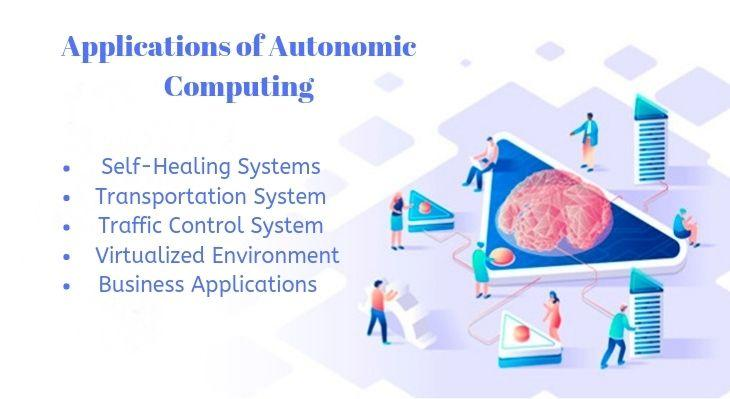 Applications of Autonomic
Computing
• Self-Healing Systems
• Transportation System
• Traffic Control System
• Virtualized Environment
• Business Applications